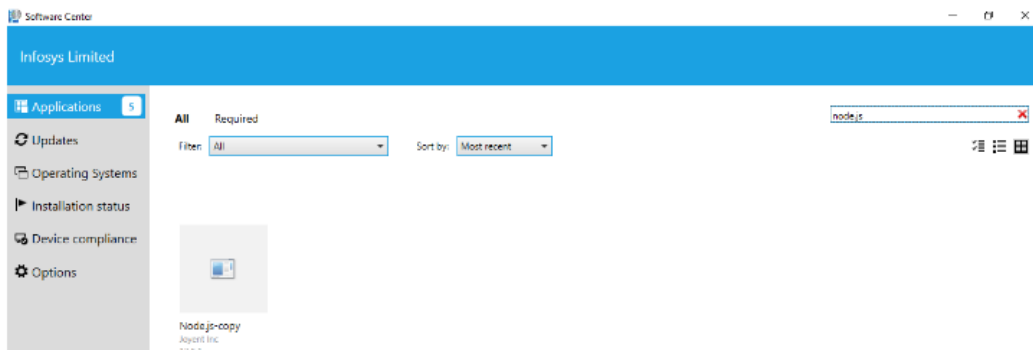 Software Center
Infosys Limited
Applications 5
Updates
Operating Systems
Installation status
Device compliance
Options
All Required
node.js
Filter: All Sort by: Most recent
Node.js-copy
Joyent Inc